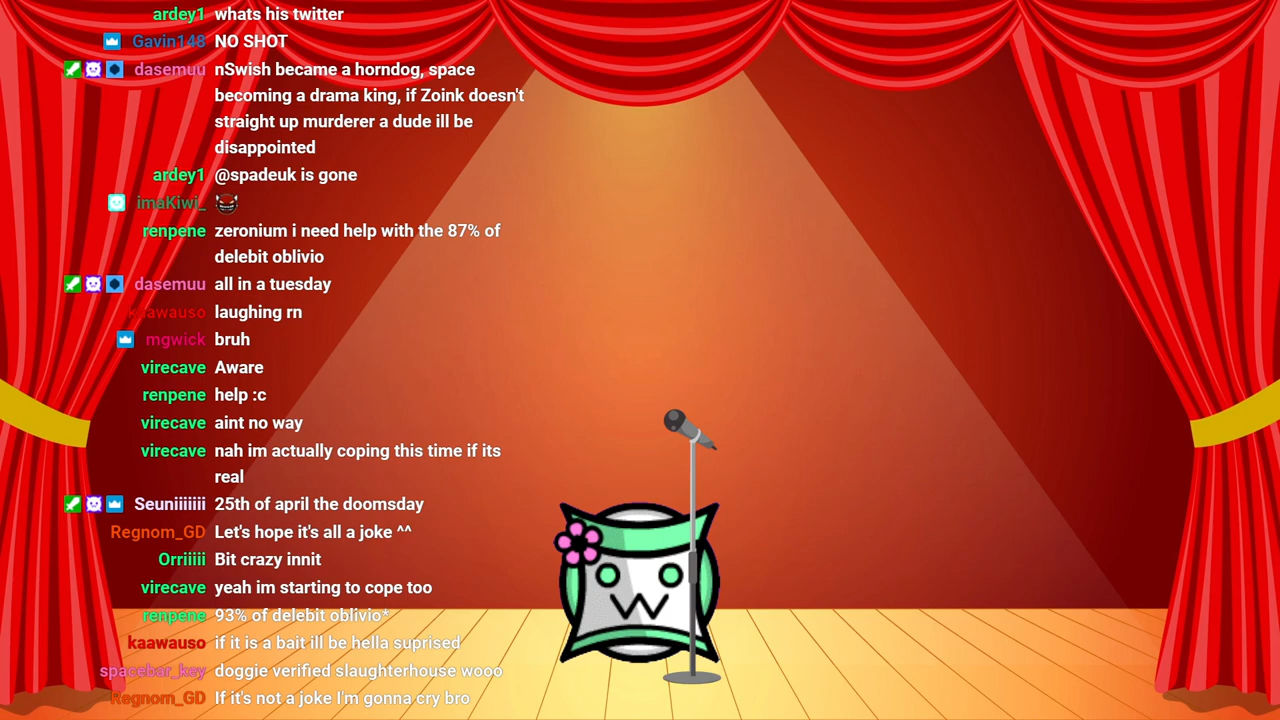 ardey1 whats his twitter
Gavin148 NO SHOT
dasemuu nSwish became a horndog, space
becoming a drama king, if Zoink doesn't
straight up murderer a dude ill be
disappointed
ardey1 @spadeuk is gone
imaKiwi_
renpene zeronium i need help with the 87% of
delebit oblivio
dasemuu all in a tuesday
kaawauso laughing rn
mgwick bruh
virecave Aware
renpene help :c
virecave aint no way
virecave nah im actually coping this time if its
real
Seuniiiiiii 25th of april the doomsday
Regnom_GD Let's hope it's all a joke ^^
Orriiiii Bit crazy innit
virecave yeah im starting to cope too
renpene 93% of delebit oblivio*
kaawauso if it is a bait ill be hella suprised
spacebar_key doggie verified slaughterhouse wooo
Regnom_GD If it's not a joke I'm gonna cry bro